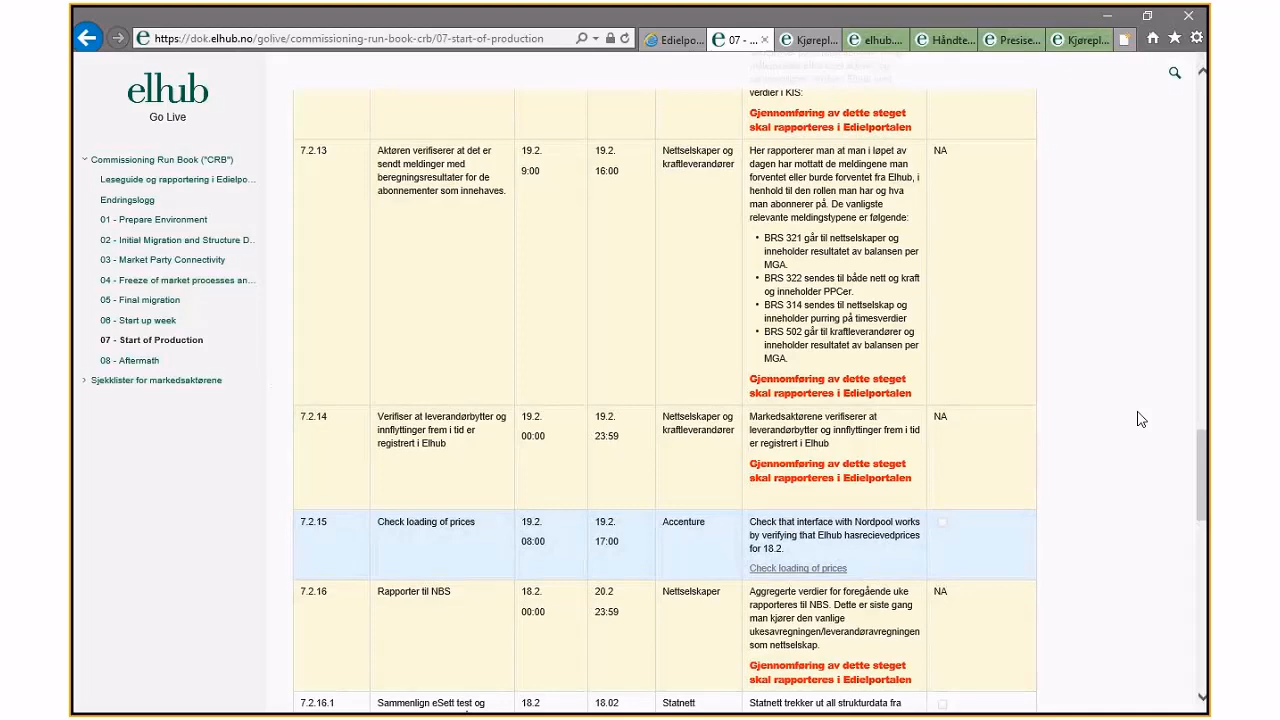 https://dok.elhub.no/golive/commissioning-run-book-crb/07-start-of-production
Edielpo...
07 - ...
Kjørepl...
elhub....
Håndte...
Presise...
Kjørepl...
elhub
Go Live
Commissioning Run Book ("CRB")
Leseguide og rapportering i Edielpo...
Endringslogg
01 - Prepare Environment
02 - Initial Migration and Structure D...
03 - Market Party Connectivity
04 - Freeze of market processes an...
05 - Final migration
06 - Start up week
07 - Start of Production
08 - Aftermath
Sjekklister for markedsaktørene
verdier i KIS:
Gjennomføring av dette steget
skal rapporteres i Edielportalen
7.2.13
Aktøren verifiserer at det er
sendt meldinger med
beregningsresultater for de
abonnementer som innehaves.
19.2.
9:00
19.2.
16:00
Nettselskaper og
kraftleverandører
Her rapporterer man at man i løpet av
dagen har mottatt de meldingene man
forventet eller burde forventet fra Elhub, i
henhold til den rollen man har og hva
man abonnerer på. De vanligste
relevante meldingstypene er følgende:
• BRS 321 går til nettselskaper og
inneholder resultatet av balansen per
MGA.
• BRS 322 sendes til både nett og kraft
og inneholder PPCer.
• BRS 314 sendes til nettselskap og
inneholder purring på timesverdier
• BRS 502 går til kraftleverandører og
inneholder resultatet av balansen per
MGA.
Gjennomføring av dette steget
skal rapporteres i Edielportalen
NA
7.2.14
Verifiser at leverandørbytter og
innflyttinger frem i tid er
registrert i Elhub
19.2.
00:00
19.2.
23:59
Nettselskaper og
kraftleverandører
Markedsaktørene verifiserer at
leverandørbytter og innflyttinger frem i tid
er registrert i Elhub
Gjennomføring av dette steget
skal rapporteres i Edielportalen
NA
7.2.15
Check loading of prices
19.2.
08:00
19.2.
17:00
Accenture
Check that interface with Nordpool works
by verifying that Elhub hasrecievedprices
for 18.2.
Check loading of prices
7.2.16
Rapporter til NBS
18.2.
00:00
20.2
23:59
Nettselskaper
Aggregerte verdier for foregående uke
rapporteres til NBS. Dette er siste gang
man kjører den vanlige
ukesavregningen/leverandøravregningen
som nettselskap.
Gjennomføring av dette steget
skal rapporteres i Edielportalen
NA
7.2.16.1
Sammenlign eSett test og
18.2
18.02
Statnett
Statnett trekker ut all strukturdata fra